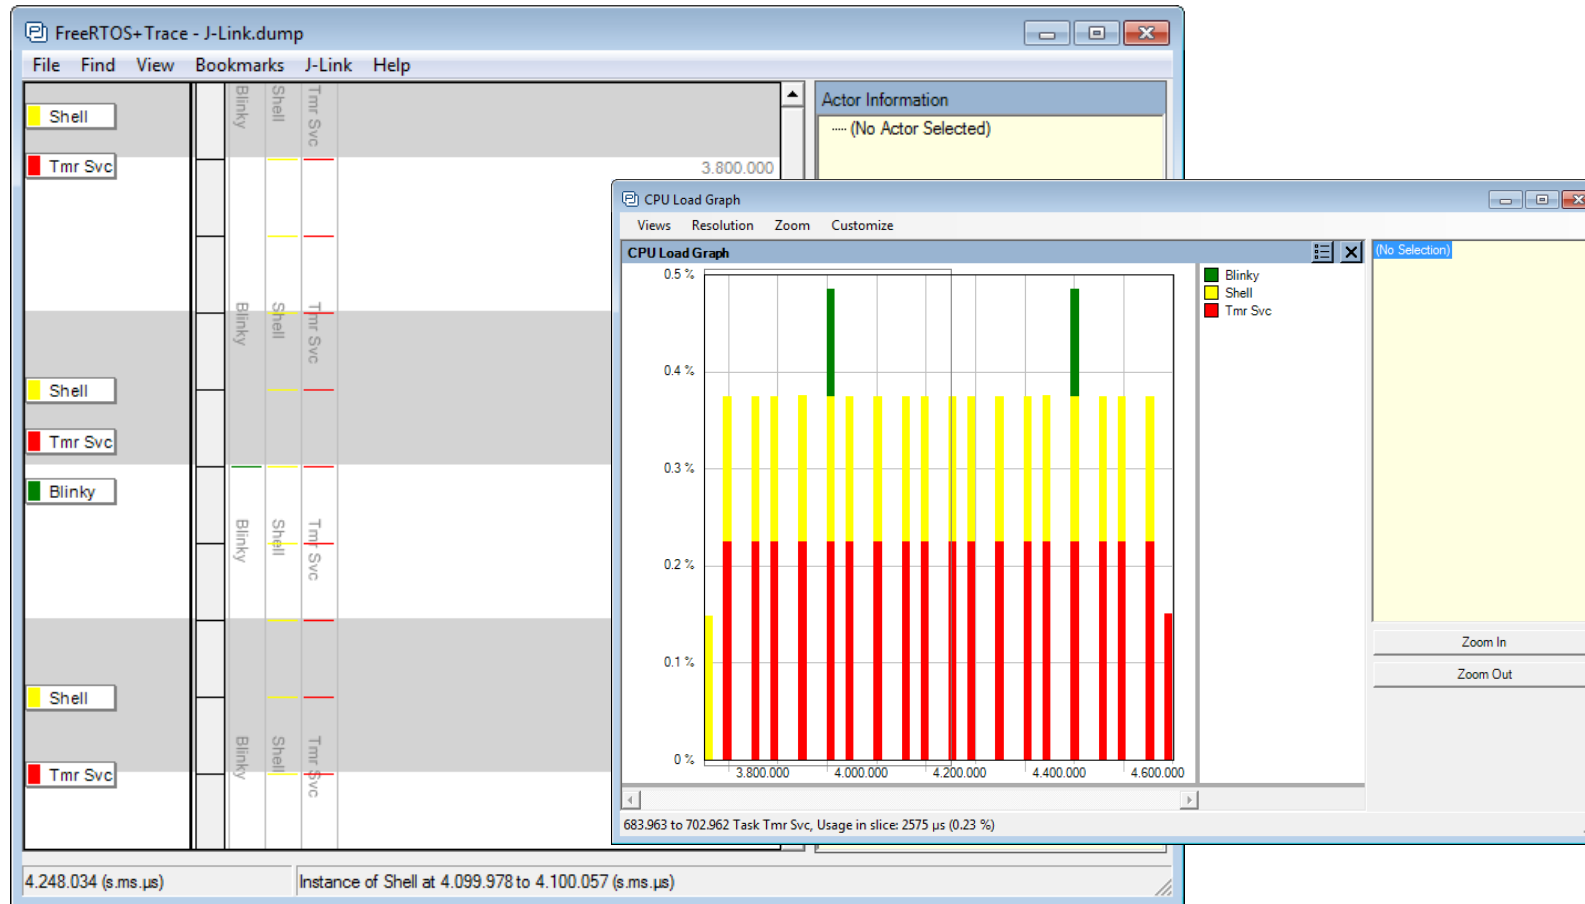 FreeRTOS+Trace - J-Link.dump
File Find View Bookmarks J-Link Help
Blinky
Shell
Tmr Svc
Shell
Tmr Svc
3.800.000
Blinky
Shell
Tmr Svc
Shell
Tmr Svc
Blinky
Blinky
Shell
Tmr Svc
Shell
Tmr Svc
Blinky
Shell
Tmr Svc
Actor Information
(No Actor Selected)
4.248.034 (s.ms.µs)
Instance of Shell at 4.099.978 to 4.100.057 (s.ms.µs)
CPU Load Graph
Views Resolution Zoom Customize
CPU Load Graph
0.5 %
0.4 %
0.3 %
0.2 %
0.1 %
0 %
3.800.000 4.000.000 4.200.000 4.400.000 4.600.000
Blinky
Shell
Tmr Svc
(No Selection)
Zoom In
Zoom Out
683.963 to 702.962 Task Tmr Svc, Usage in slice: 2575 µs (0.23 %)